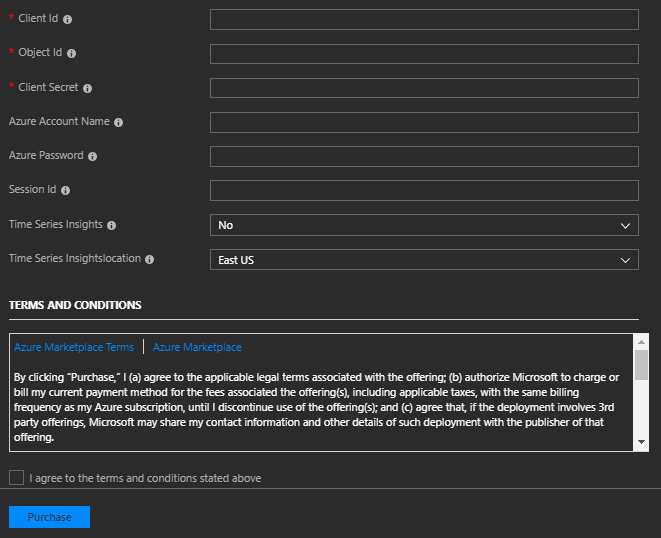 * Client Id
* Object Id
* Client Secret
Azure Account Name
Azure Password
Session Id
Time Series Insights No
Time Series Insightslocation East US
TERMS AND CONDITIONS
Azure Marketplace Terms | Azure Marketplace
By clicking "Purchase," I (a) agree to the applicable legal terms associated with the offering; (b) authorize Microsoft to charge or
bill my current payment method for the fees associated the offering(s), including applicable taxes, with the same billing
frequency as my Azure subscription, until I discontinue use of the offering(s); and (c) agree that, if the deployment involves 3rd
party offerings, Microsoft may share my contact information and other details of such deployment with the publisher of that
offering.
I agree to the terms and conditions stated above
Purchase